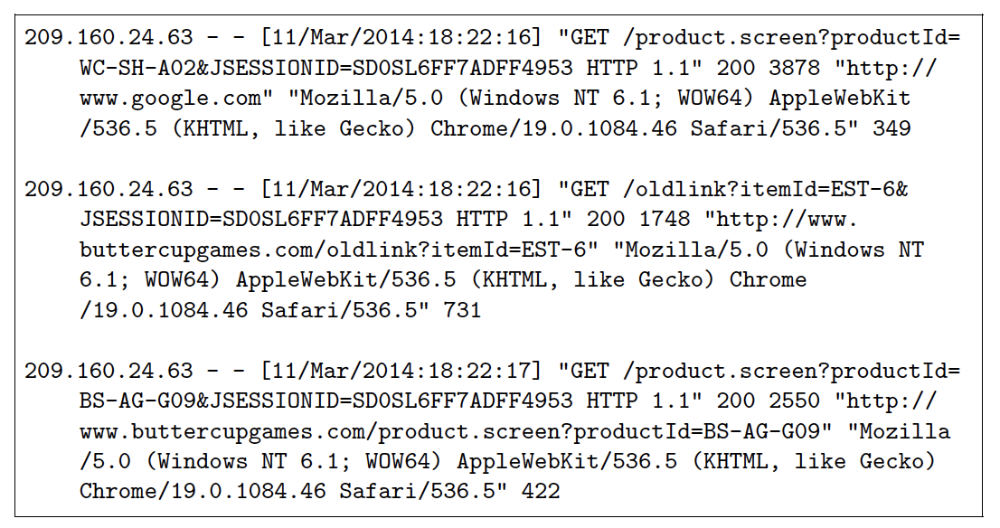 209.160.24.63 - - [11/Mar/2014:18:22:16] "GET /product.screen?productId=
WC-SH-A02&JSESSIONID=SD0SL6FF7ADFF4953 HTTP 1.1" 200 3878 "http://
www.google.com" "Mozilla/5.0 (Windows NT 6.1; WOW64) AppleWebKit
/536.5 (KHTML, like Gecko) Chrome/19.0.1084.46 Safari/536.5" 349
209.160.24.63 - - [11/Mar/2014:18:22:16] "GET /oldlink?itemId=EST-6&
JSESSIONID=SD0SL6FF7ADFF4953 HTTP 1.1" 200 1748 "http://www.
buttercupgames.com/oldlink?itemId=EST-6" "Mozilla/5.0 (Windows NT
6.1; WOW64) AppleWebKit/536.5 (KHTML, like Gecko) Chrome
/19.0.1084.46 Safari/536.5" 731
209.160.24.63 - - [11/Mar/2014:18:22:17] "GET /product.screen?productId=
BS-AG-G09&JSESSIONID=SD0SL6FF7ADFF4953 HTTP 1.1" 200 2550 "http://
www.buttercupgames.com/product.screen?productId=BS-AG-G09" "Mozilla
/5.0 (Windows NT 6.1; WOW64) AppleWebKit/536.5 (KHTML, like Gecko)
Chrome/19.0.1084.46 Safari/536.5" 422